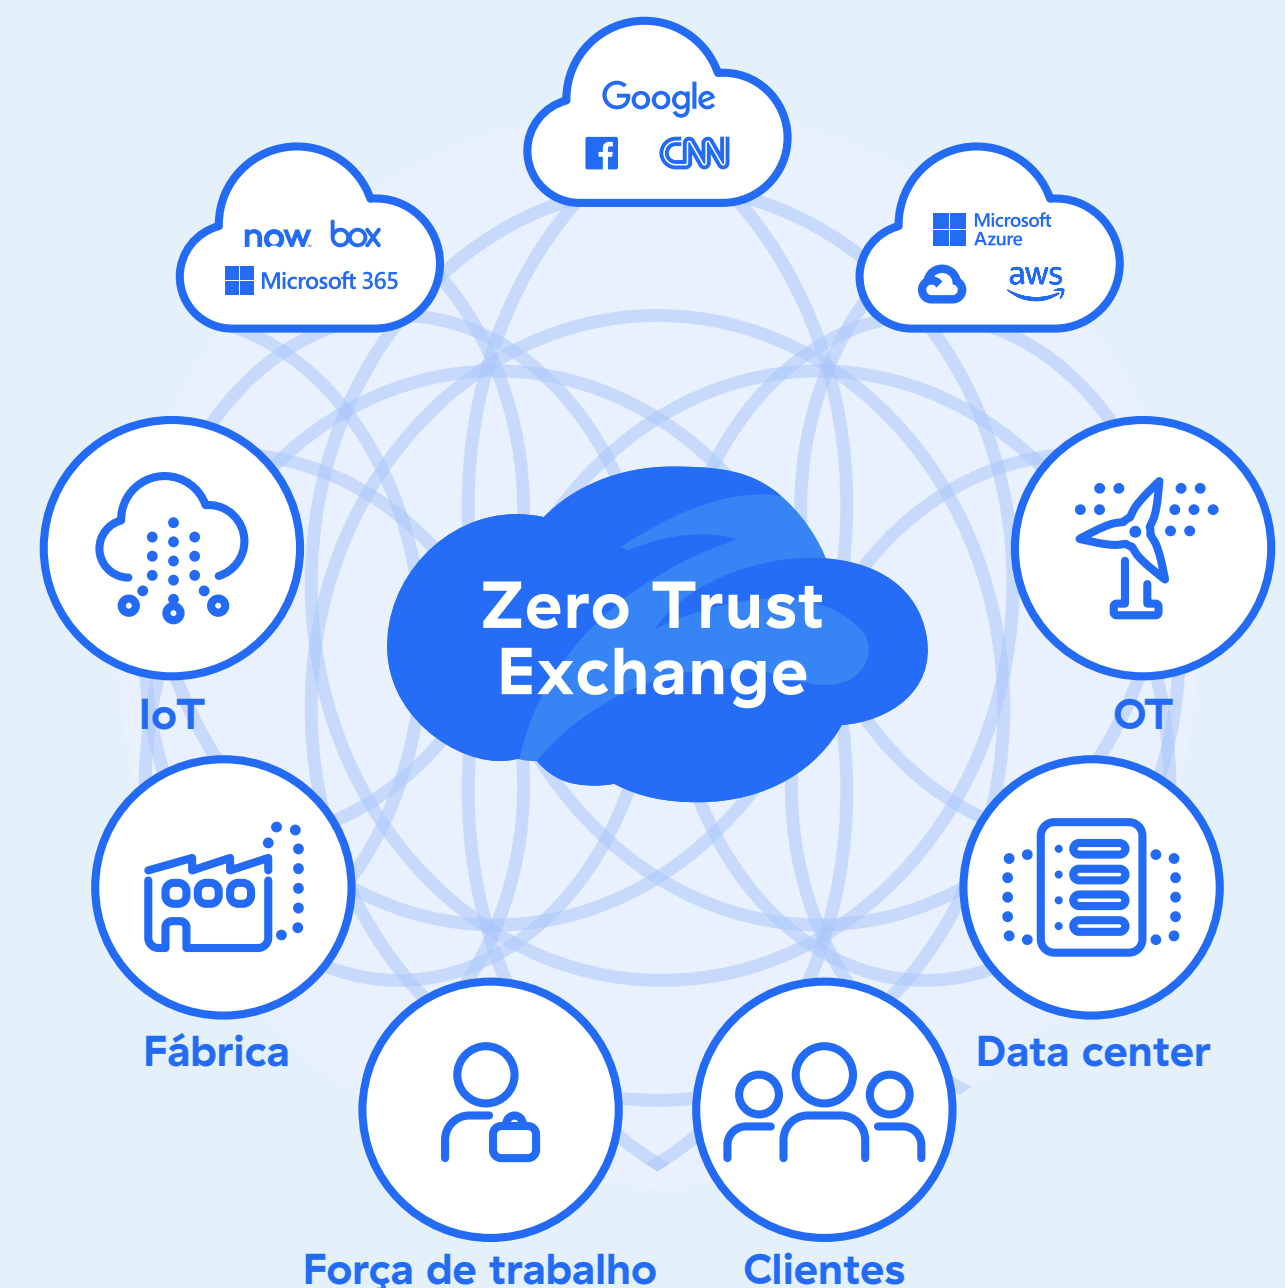 Google
f CNN
now box
Microsoft 365
Microsoft
Azure
aws
Zero Trust
Exchange
IoT
OT
Fábrica
Data center
Força de trabalho
Clientes